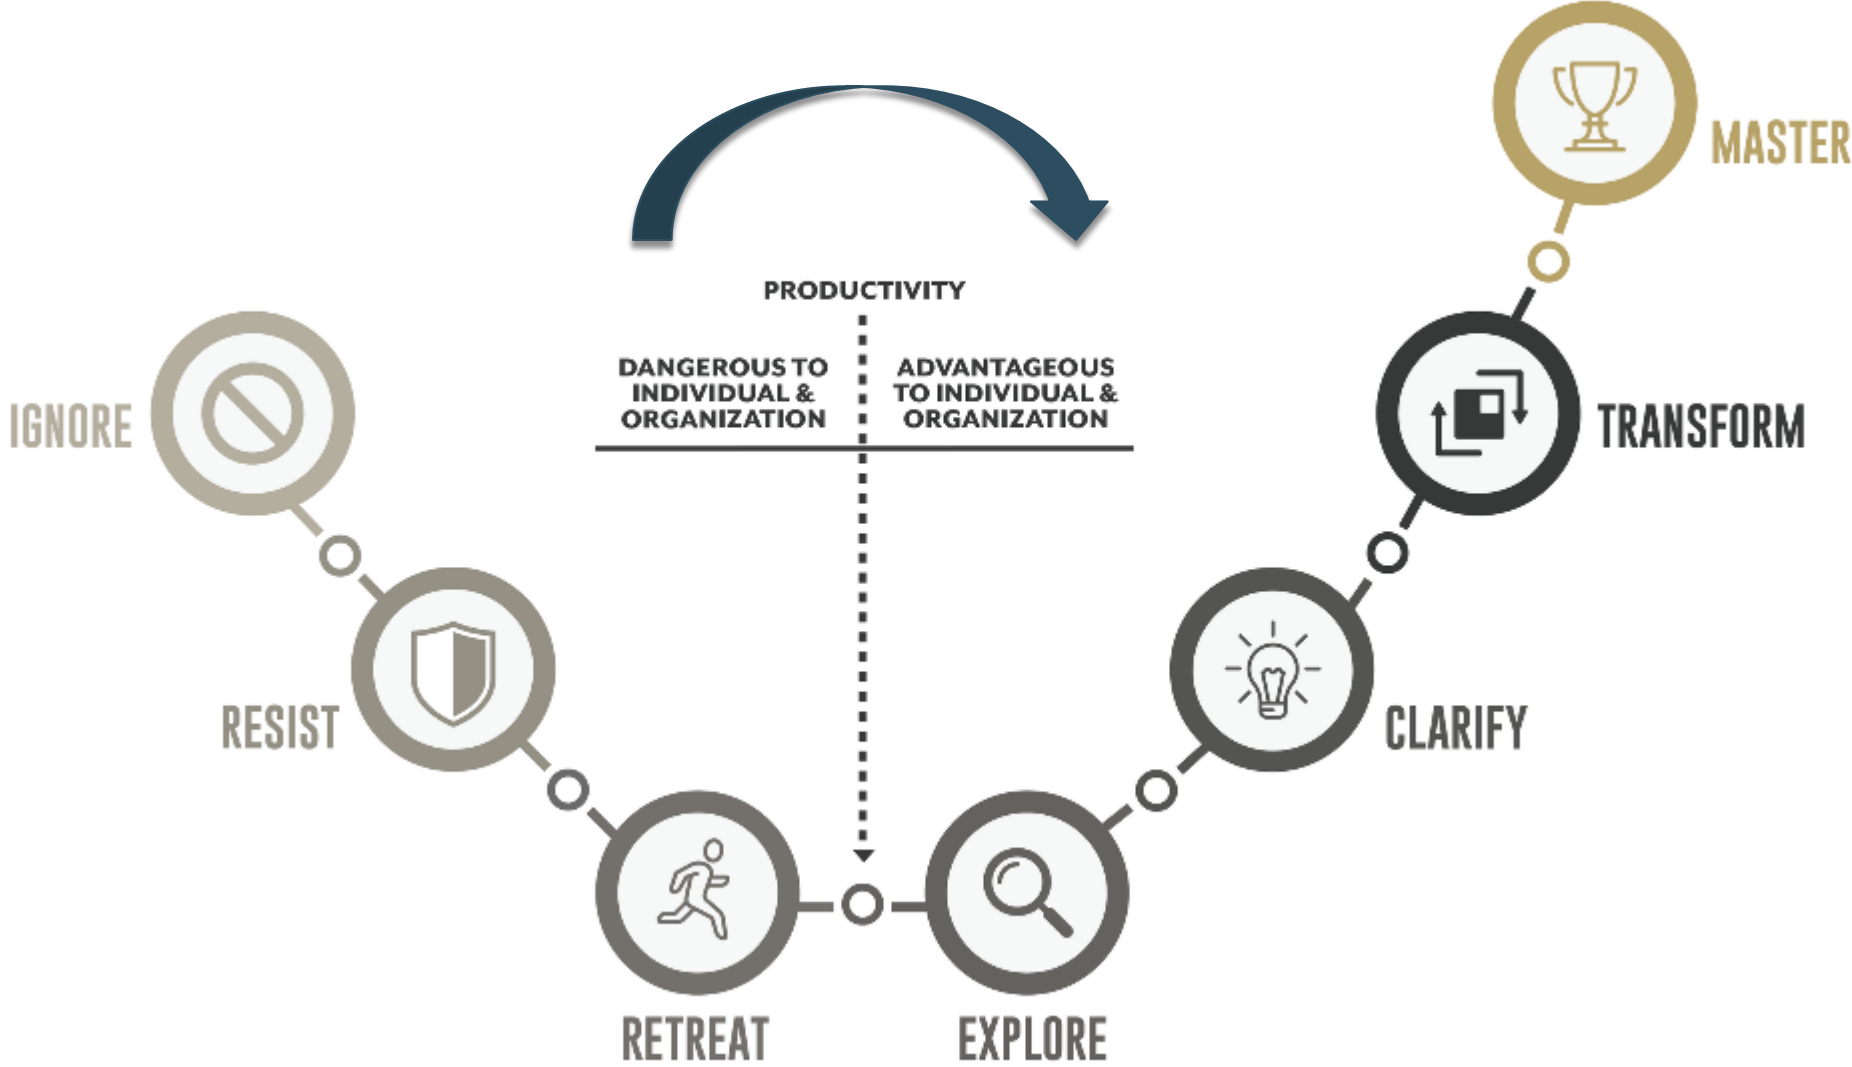 MASTER
PRODUCTIVITY
DANGEROUS TO
INDIVIDUAL &
ORGANIZATION
ADVANTAGEOUS
TO INDIVIDUAL &
ORGANIZATION
IGNORE
TRANSFORM
RESIST
CLARIFY
RETREAT
EXPLORE